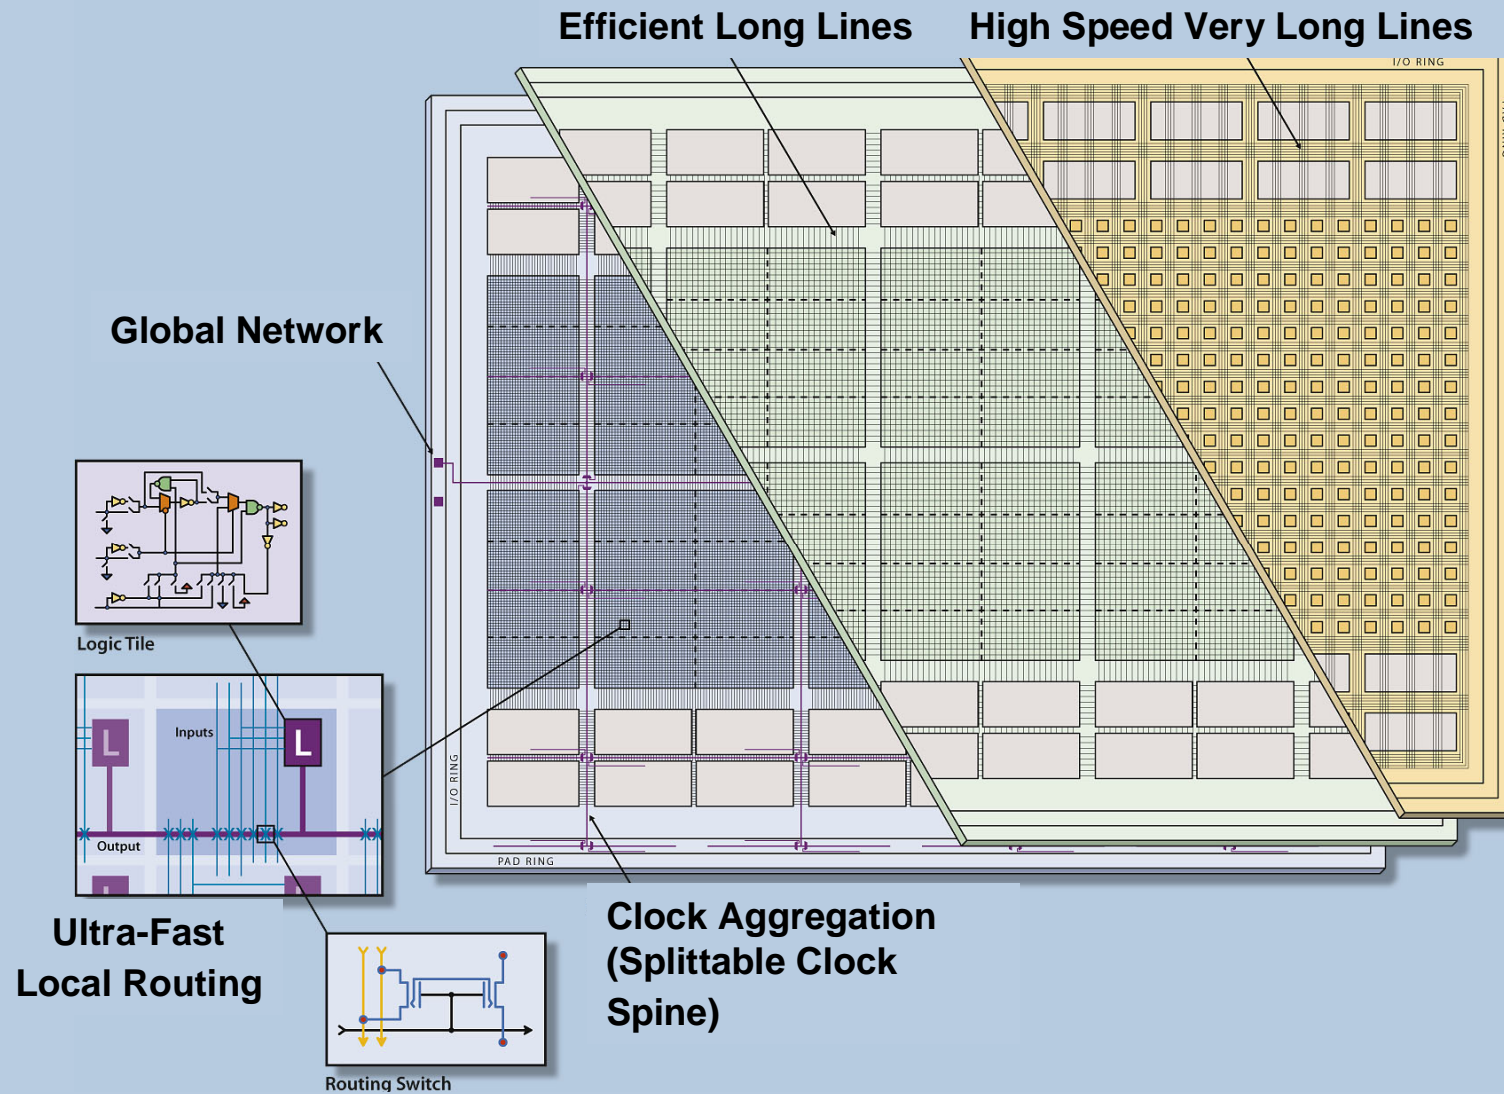 Efficient Long Lines
High Speed Very Long Lines
I/O RING
Global Network
Logic Tile
Inputs
L
L
Output
L
L
Ultra-Fast
Local Routing
I/O RING
PAD RING
Clock Aggregation
(Splittable Clock
Spine)
Routing Switch